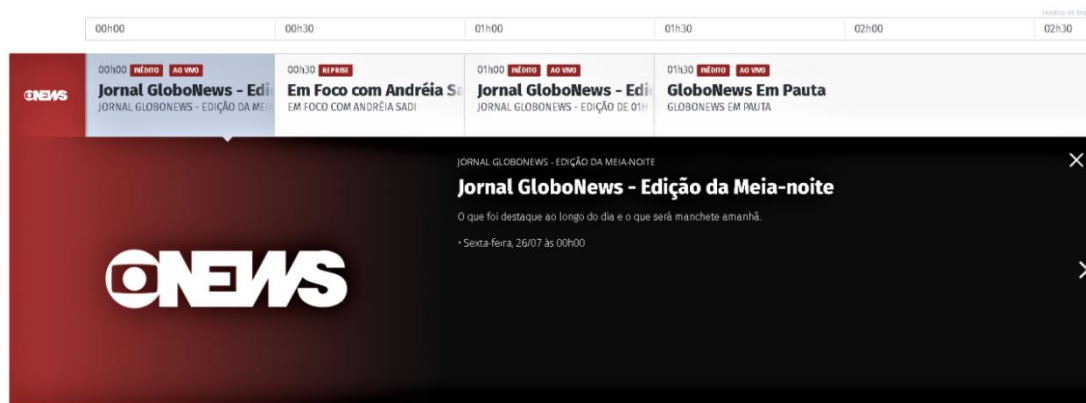 Horário de
00h00 00h30 01h00 01h30 02h00 02h30
NEWS
00h00 INÉDITO AO VIVO
Jornal GloboNews - Edi
JORNAL GLOBONEWS - EDIÇÃO DA MEI
00h30 REPRISE
Em Foco com Andréia Sa
EM FOCO COM ANDRÉIA SADI
01h00 INÉDITO AO VIVO
Jornal GloboNews - Edi
JORNAL GLOBONEWS - EDIÇÃO DE 01H
01h30 INÉDITO AO VIVO
GloboNews Em Pauta
GLOBONEWS EM PAUTA
JORNAL GLOBONEWS - EDIÇÃO DA MEIA-NOITE
Jornal GloboNews - Edição da Meia-noite
O que foi destaque ao longo do dia e o que será manchete amanhã.
• Sexta-feira, 26/07 às 00h00
NEWS